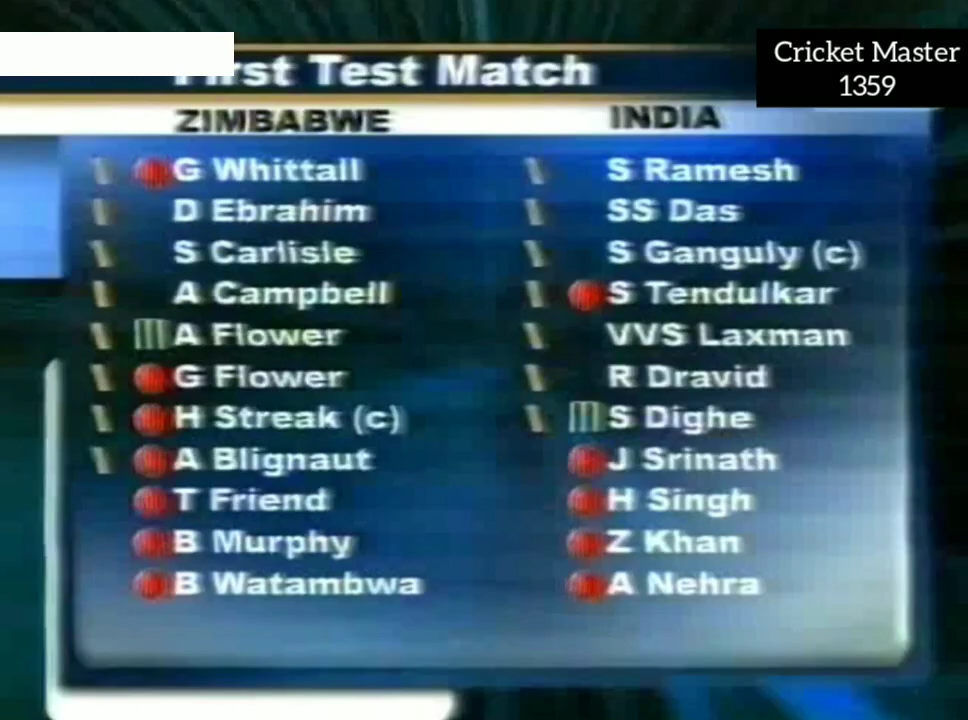 First Test Match
Cricket Master
1359
ZIMBABWE
INDIA
G Whittall
D Ebrahim
S Carlisle
A Campbell
A Flower
G Flower
H Streak (c)
A Blignaut
T Friend
B Murphy
B Watambwa
S Ramesh
SS Das
S Ganguly (c)
S Tendulkar
VVS Laxman
R Dravid
S Dighe
J Srinath
H Singh
Z Khan
A Nehra